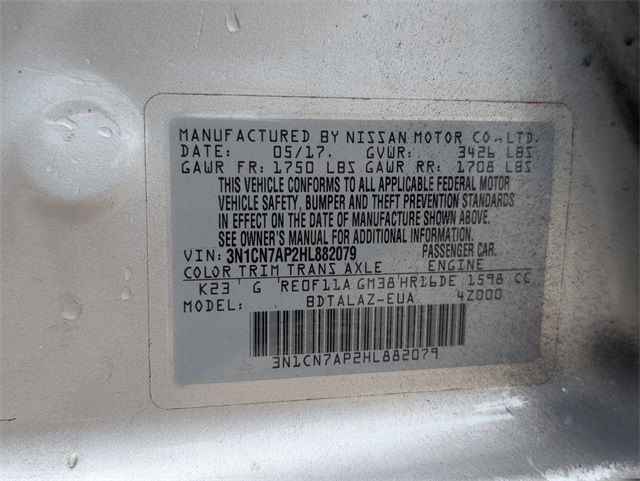 MANUFACTURED BY NISSAN MOTOR CO., LTD.
DATE: 05/17. GVWR: 3426 LBS
GAWR FR: 1750 LBS GAWR RR: 1708 LBS
THIS VEHICLE CONFORMS TO ALL APPLICABLE FEDERAL MOTOR
VEHICLE SAFETY, BUMPER AND THEFT PREVENTION STANDARDS
IN EFFECT ON THE DATE OF MANUFACTURE SHOWN ABOVE.
SEE OWNER'S MANUAL FOR ADDITIONAL INFORMATION.
VIN: 3N1CN7AP2HL882079 PASSENGER CAR.
COLOR TRIM TRANS AXLE ENGINE
K23 G RE0F11A GM38 HR16DE 1598 CC
MODEL: BDTALAZ-EUA 4Z000
3N1CN7AP2HL882079